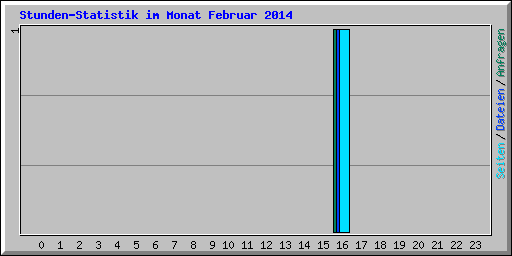 Stunden-Statistik im Monat Februar 2014
1
Seiten/Dateien/Anfragen
0 1 2 3 4 5 6 7 8 9 10 11 12 13 14 15 16 17 18 19 20 21 22 23